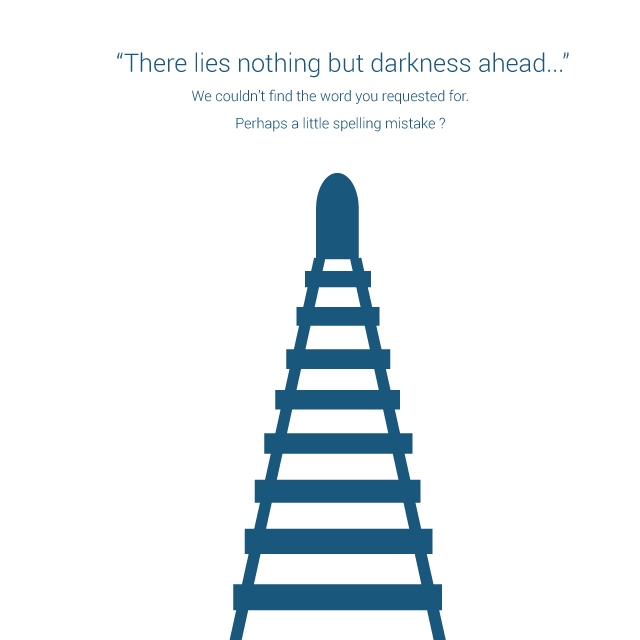 “There lies nothing but darkness ahead...”
We couldn’t find the word you requested for.
Perhaps a little spelling mistake ?